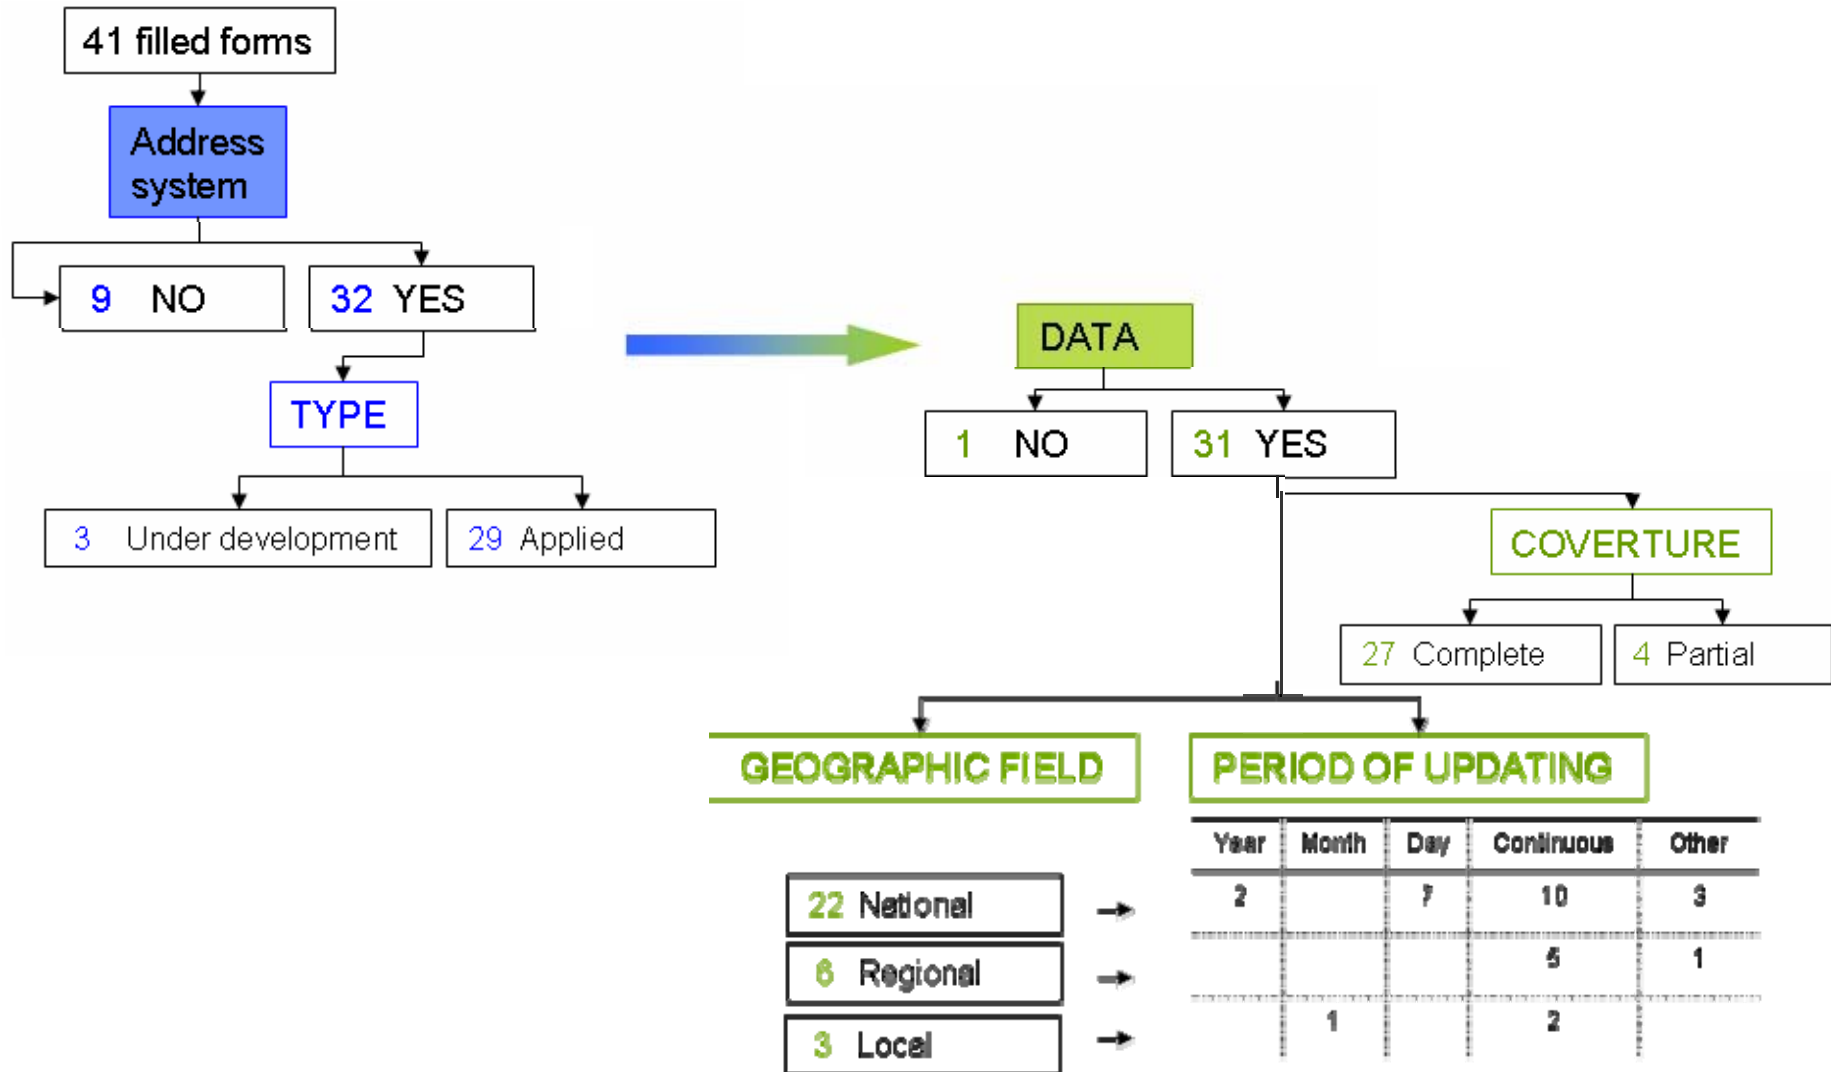 41 filled forms
Address
system
9 NO
32 YES
TYPE
3 Under development
29 Applied
DATA
1 NO
31 YES
COVERTURE
27 Complete
4 Partial
GEOGRAPHIC FIELD
PERIOD OF UPDATING
Year Month Day Continuous Other
22 National
2 7 10 3
6 Regional
5 1
3 Local
1 2